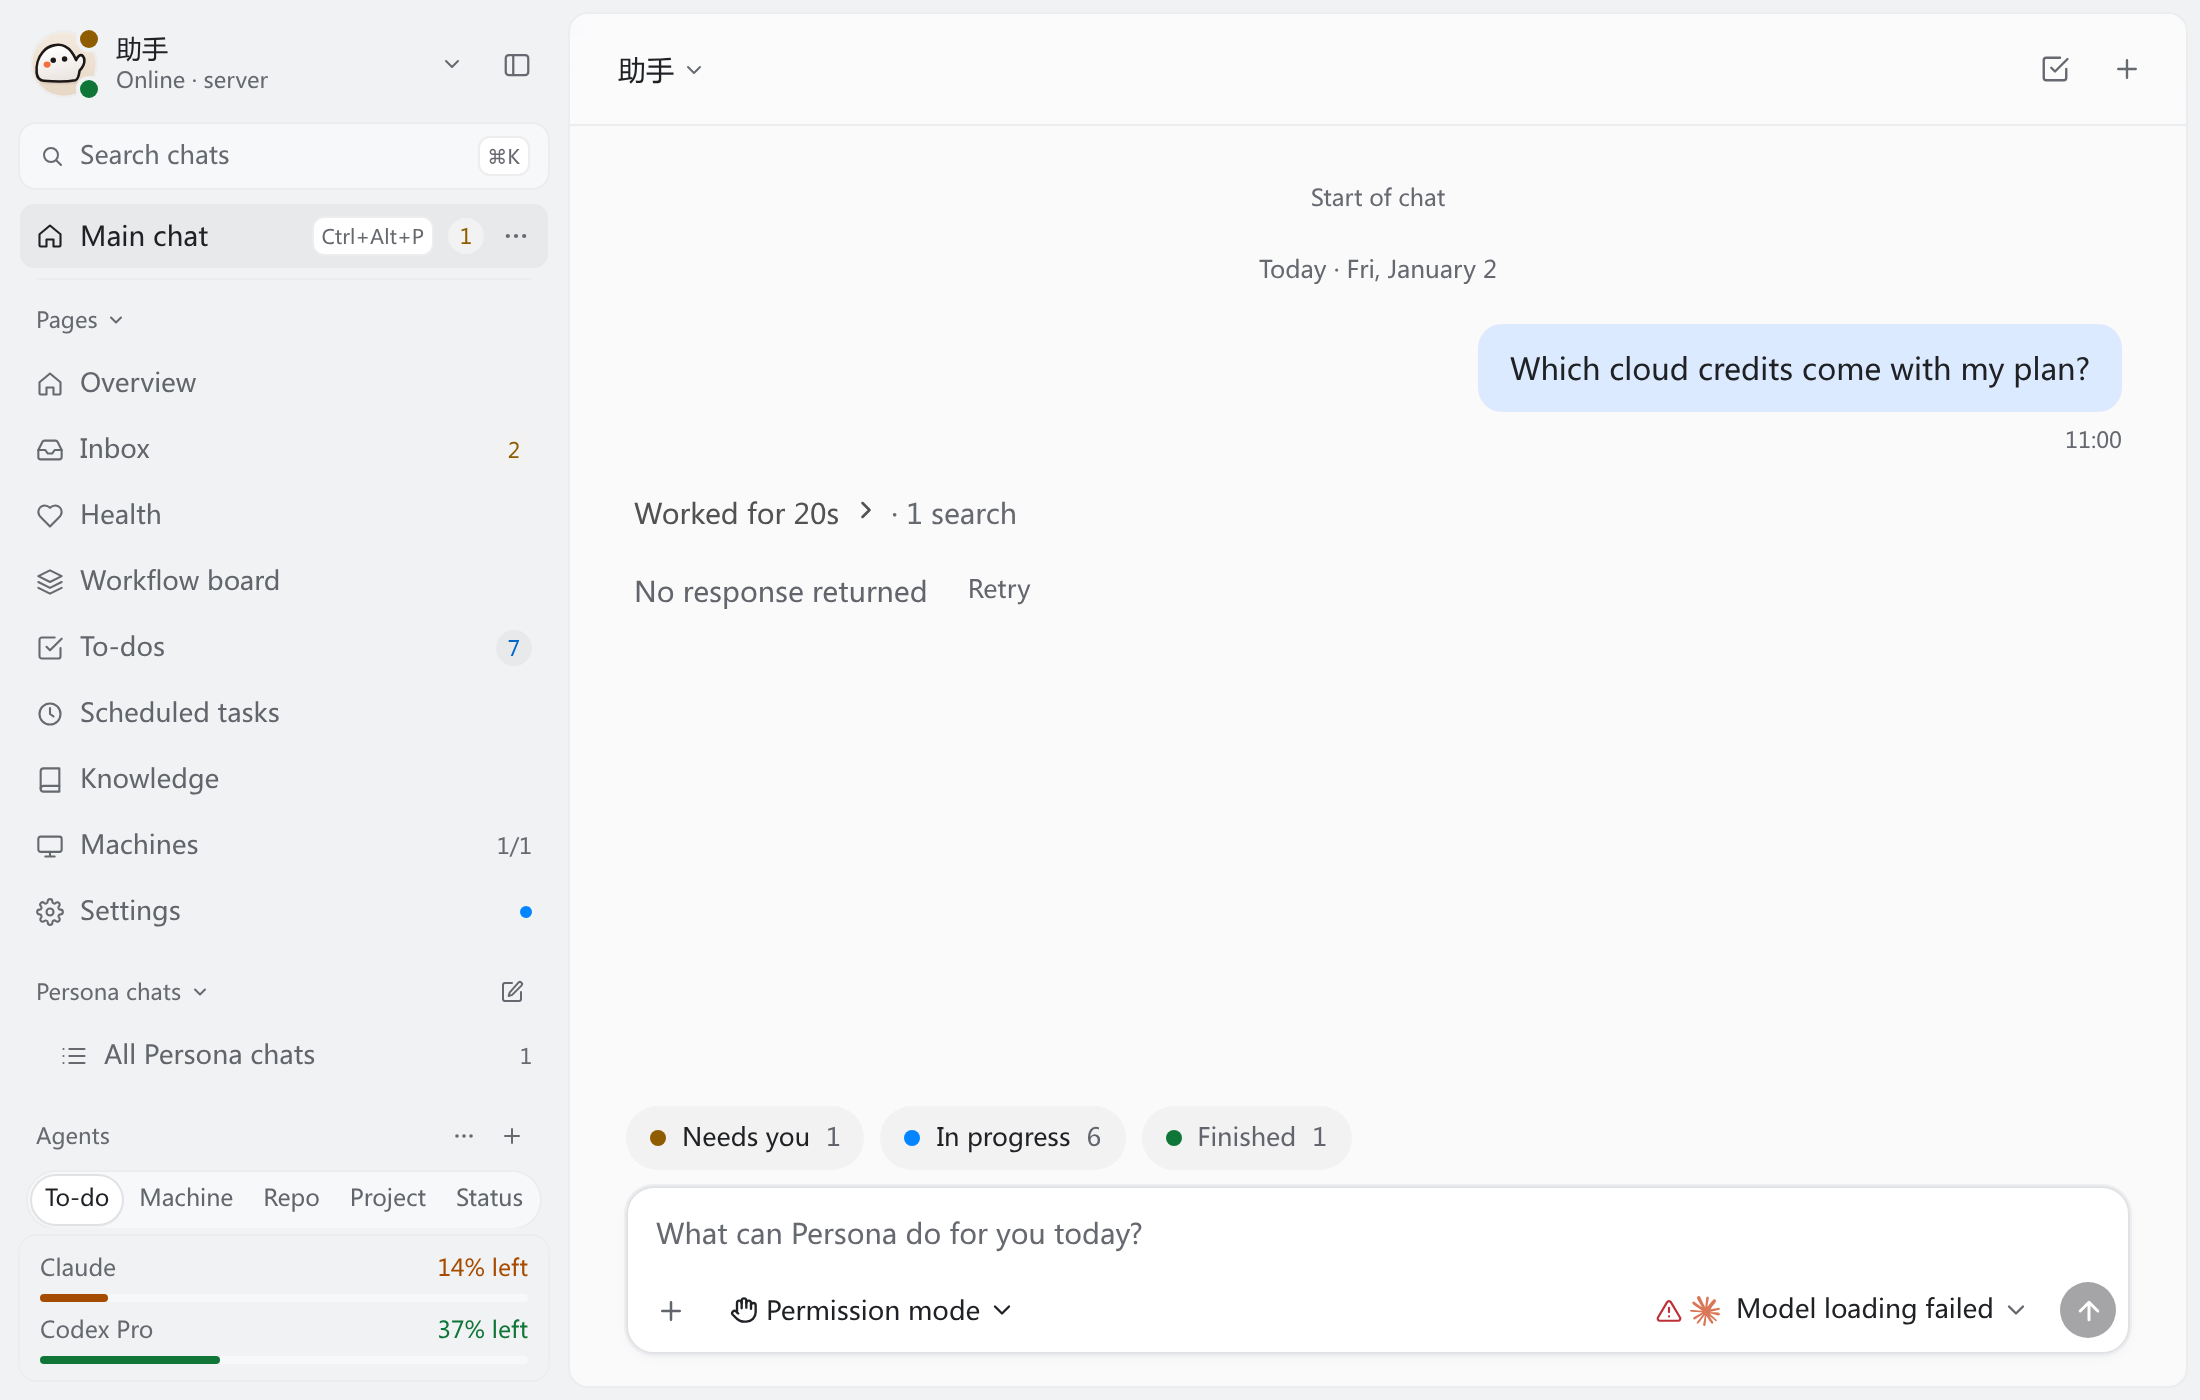 助手
Online · server
Search chats
⌘K
Main chat
Ctrl+Alt+P
1
Pages
Overview
Inbox
2
Health
Workflow board
To-dos
7
Scheduled tasks
Knowledge
Machines
1/1
Settings
Persona chats
All Persona chats
1
Agents
To-do
Machine
Repo
Project
Status
Claude
14% left
Codex Pro
37% left
助手
Start of chat
Today · Fri, January 2
Which cloud credits come with my plan?
11:00
Worked for 20s · 1 search
No response returned
Retry
Needs you 1
In progress 6
Finished 1
What can Persona do for you today?
Permission mode
Model loading failed